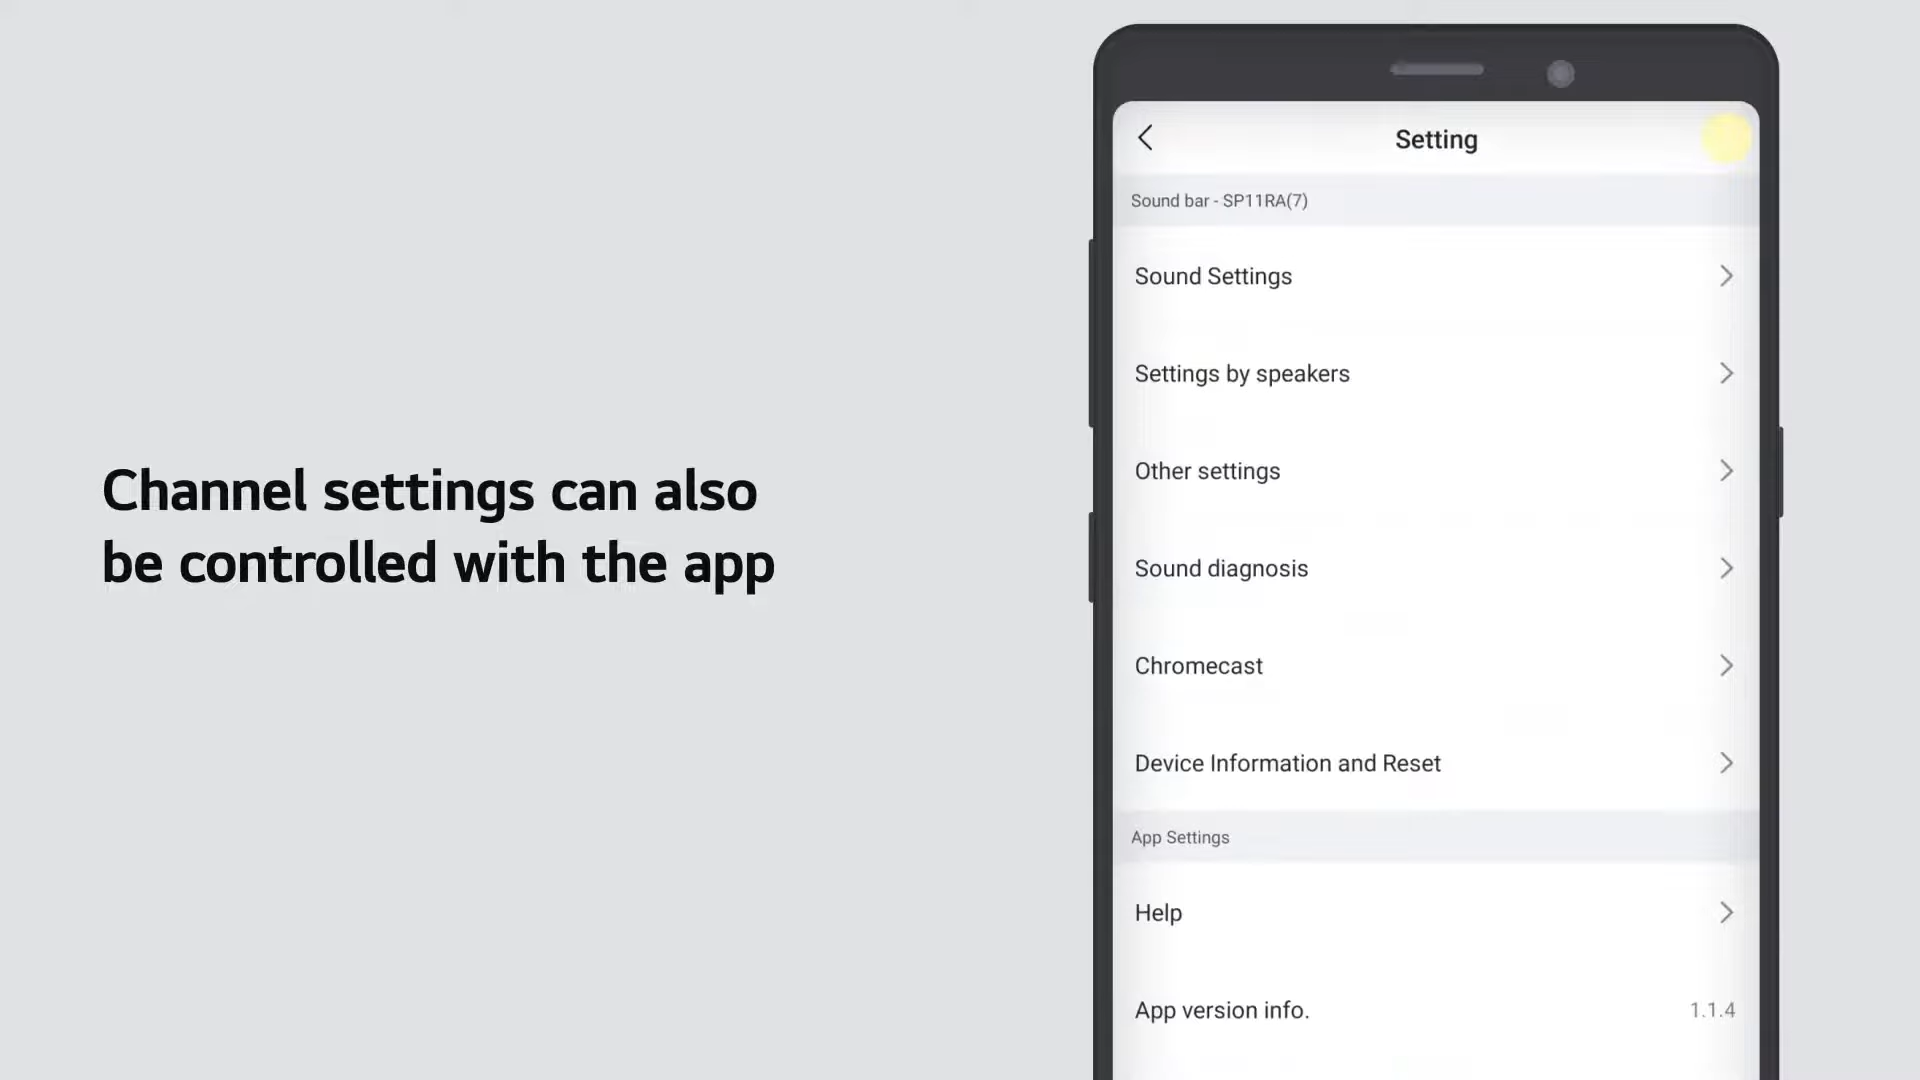 Channel settings can also
be controlled with the app
Setting
Sound bar - SP11RA(7)
Sound Settings
Settings by speakers
Other settings
Sound diagnosis
Chromecast
Device Information and Reset
App Settings
Help
App version info. 1.1.4